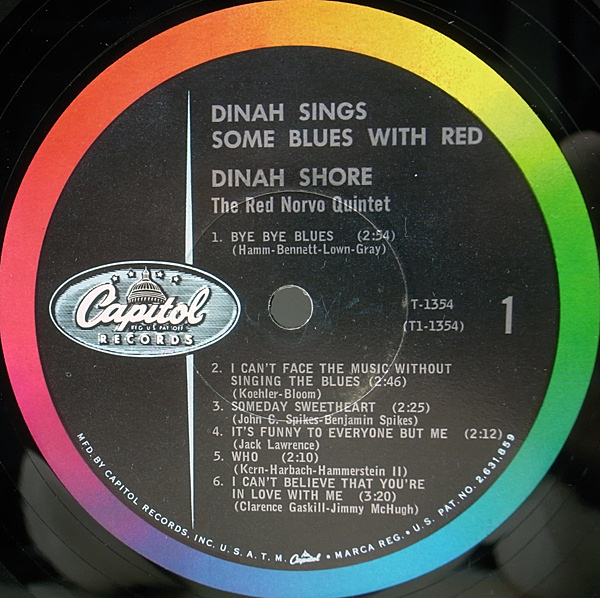 DINAH SINGS
SOME BLUES WITH RED
DINAH SHORE
The Red Norvo Quintet
1. BYE BYE BLUES (2:54)
(Hamm-Bennett-Lown-Gray)
Capitol
REG. U.S. PAT. OFF.
RECORDS
T-1354
(T1-1354)
1
2. I CAN'T FACE THE MUSIC WITHOUT
SINGING THE BLUES (2:46)
(Koehler-Bloom)
3. SOMEDAY SWEETHEART (2:25)
(John C. Spikes-Benjamin Spikes)
4. IT'S FUNNY TO EVERYONE BUT ME (2:12)
(Jack Lawrence)
5. WHO (2:10)
(Kern-Harbach-Hammerstein II)
6. I CAN'T BELIEVE THAT YOU'RE
IN LOVE WITH ME (3:20)
(Clarence Gaskill-Jimmy McHugh)
MFD. BY CAPITOL RECORDS, INC. U.S.A. T.M. Capitol • MARCA REG. • U.S. PAT. NO. 2,631,859